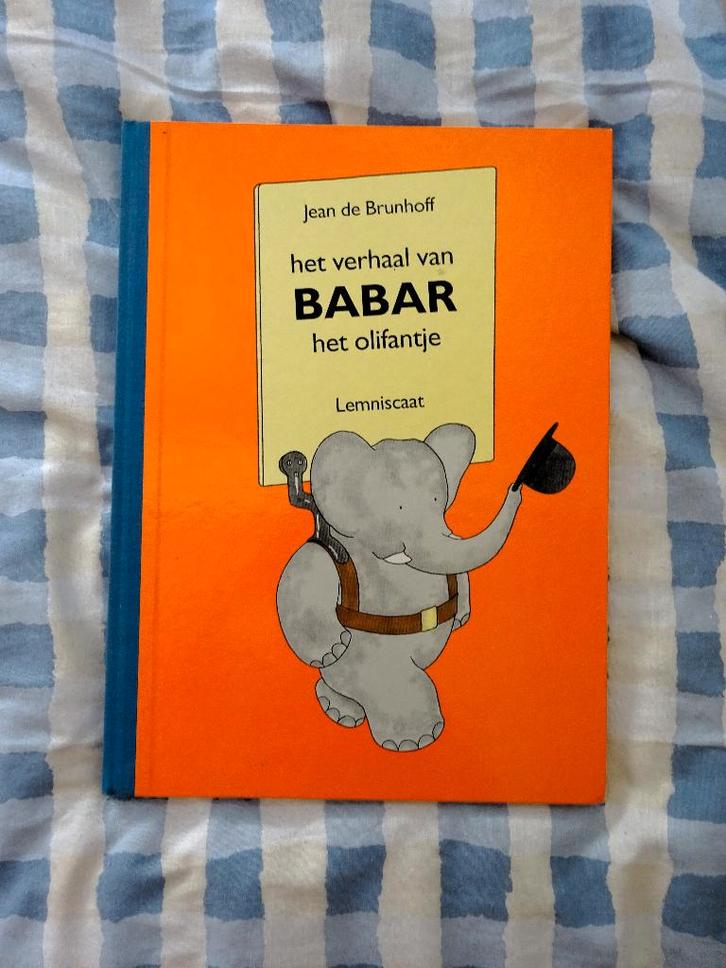 Jean de Brunhoff
het verhaal van
BABAR
het olifantje
Lemniscaat